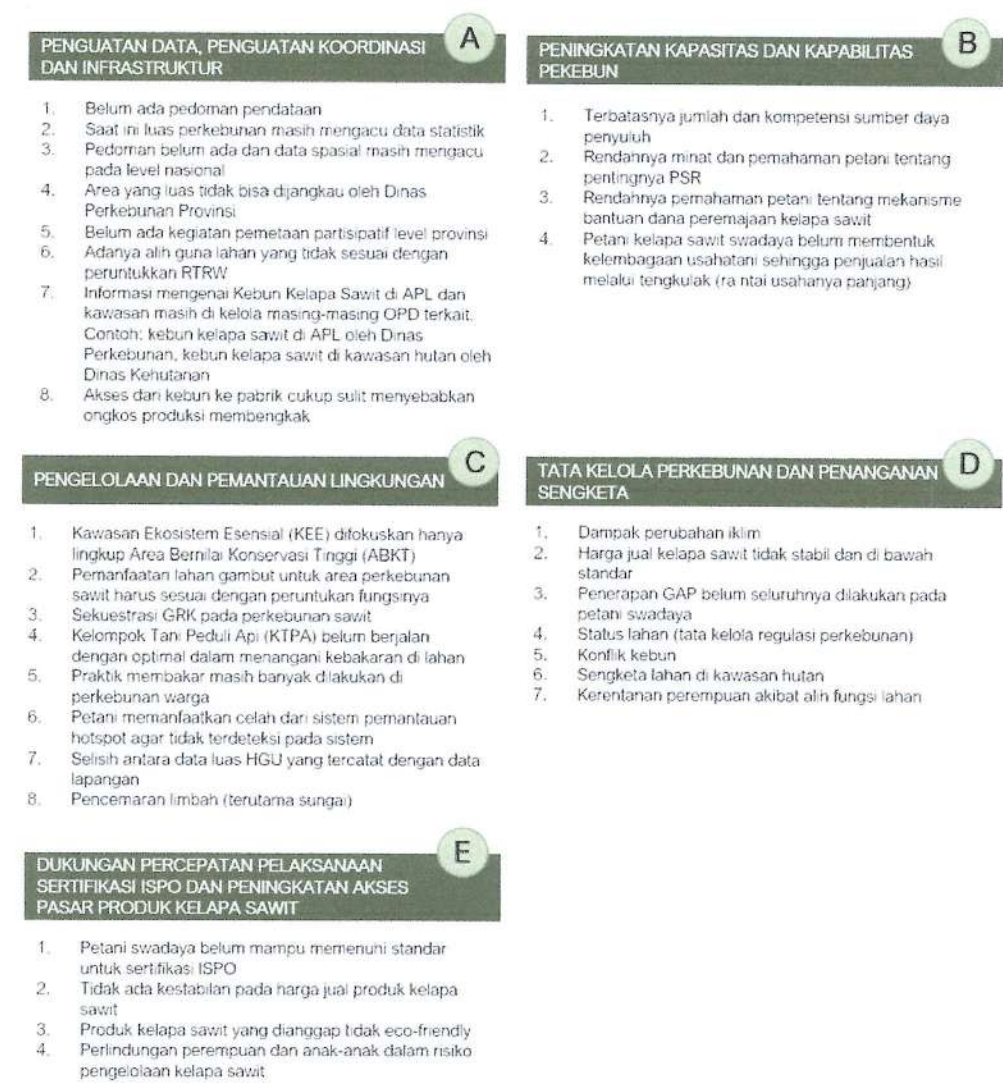 A
PENGUATAN DATA, PENGUATAN KOORDINASI
DAN INFRASTRUKTUR
1. Belum ada pedoman pendataan
2. Saat ini luas perkebunan masih mengacu data statistik
3. Pedoman belum ada dan data spasial masih mengacu
pada level nasional
4. Area yang luas tidak bisa dijangkau oleh Dinas
Perkebunan Provinsi
5. Belum ada kegiatan pemetaan partisipatif level provinsi
6. Adanya alih guna lahan yang tidak sesuai dengan
peruntukkan RTRW
7. Informasi mengenai Kebun Kelapa Sawit di APL dan
kawasan masih di kelola masing-masing OPD terkait.
Contoh: kebun kelapa sawit di APL oleh Dinas
Perkebunan, kebun kelapa sawit di kawasan hutan oleh
Dinas Kehutanan
8. Akses dari kebun ke pabrik cukup sulit menyebabkan
ongkos produksi membengkak
B
PENINGKATAN KAPASITAS DAN KAPABILITAS
PEKEBUN
1. Terbatasnya jumlah dan kompetensi sumber daya
penyuluh
2. Rendahnya minat dan pemahaman petani tentang
pentingnya PSR
3. Rendahnya pemahaman petani tentang mekanisme
bantuan dana peremajaan kelapa sawit
4. Petani kelapa sawit swadaya belum membentuk
kelembagaan usahatani sehingga penjualan hasil
melalui tengkulak (ra ntai usahanya panjang)
C
PENGELOLAAN DAN PEMANTAUAN LINGKUNGAN
1. Kawasan Ekosistem Esensial (KEE) difokuskan hanya
lingkup Area Bernilai Konservasi Tinggi (ABKT)
2. Pemanfaatan lahan gambut untuk area perkebunan
sawit harus sesuai dengan peruntukan fungsinya
3. Sekuestrasi GRK pada perkebunan sawit
4. Kelompok Tani Peduli Api (KTPA) belum berjalan
dengan optimal dalam menangani kebakaran di lahan
5. Praktik membakar masih banyak dilakukan di
perkebunan warga
6. Petani memanfaatkan celah dari sistem pemantauan
hotspot agar tidak terdeteksi pada sistem
7. Selisih antara data luas HGU yang tercatat dengan data
lapangan
8. Pencemaran limbah (terutama sungai)
D
TATA KELOLA PERKEBUNAN DAN PENANGANAN
SENGKETA
1. Dampak perubahan iklim
2. Harga jual kelapa sawit tidak stabil dan di bawah
standar
3. Penerapan GAP belum seluruhnya dilakukan pada
petani swadaya
4. Status lahan (tata kelola regulasi perkebunan)
5. Konflik kebun
6. Sengketa lahan di kawasan hutan
7. Kerentanan perempuan akibat alih fungsi lahan
E
DUKUNGAN PERCEPATAN PELAKSANAAN
SERTIFIKASI ISPO DAN PENINGKATAN AKSES
PASAR PRODUK KELAPA SAWIT
1. Petani swadaya belum mampu memenuhi standar
untuk sertifikasi ISPO
2. Tidak ada kestabilan pada harga jual produk kelapa
sawit
3. Produk kelapa sawit yang dianggap tidak eco-friendly
4. Perlindungan perempuan dan anak-anak dalam risiko
pengelolaan kelapa sawit